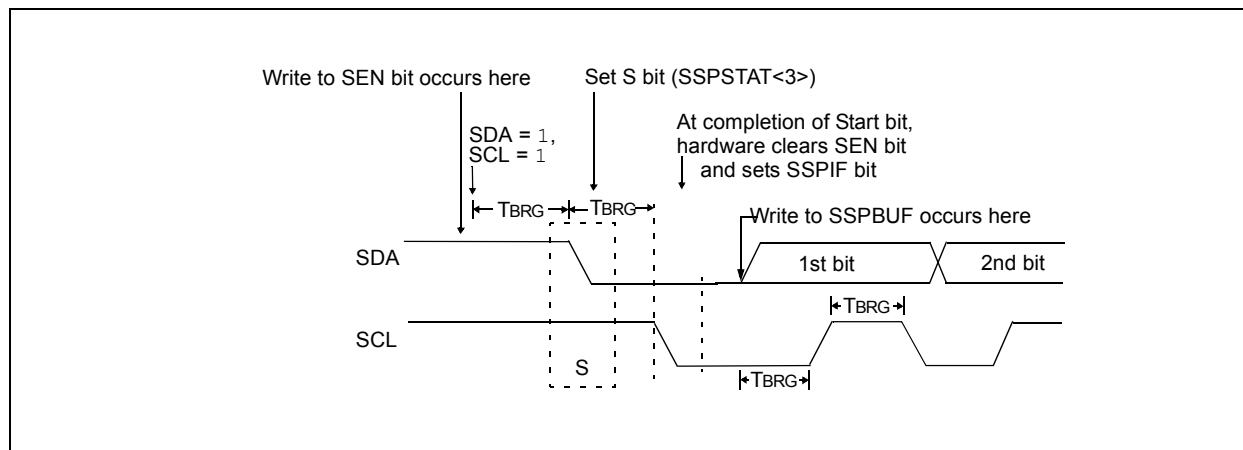 Write to SEN bit occurs here
Set S bit (SSPSTAT<3>)
SDA = 1,
SCL = 1
At completion of Start bit,
hardware clears SEN bit
and sets SSPIF bit
TBRG
TBRG
Write to SSPBUF occurs here
SDA
1st bit
2nd bit
TBRG
SCL
S
TBRG